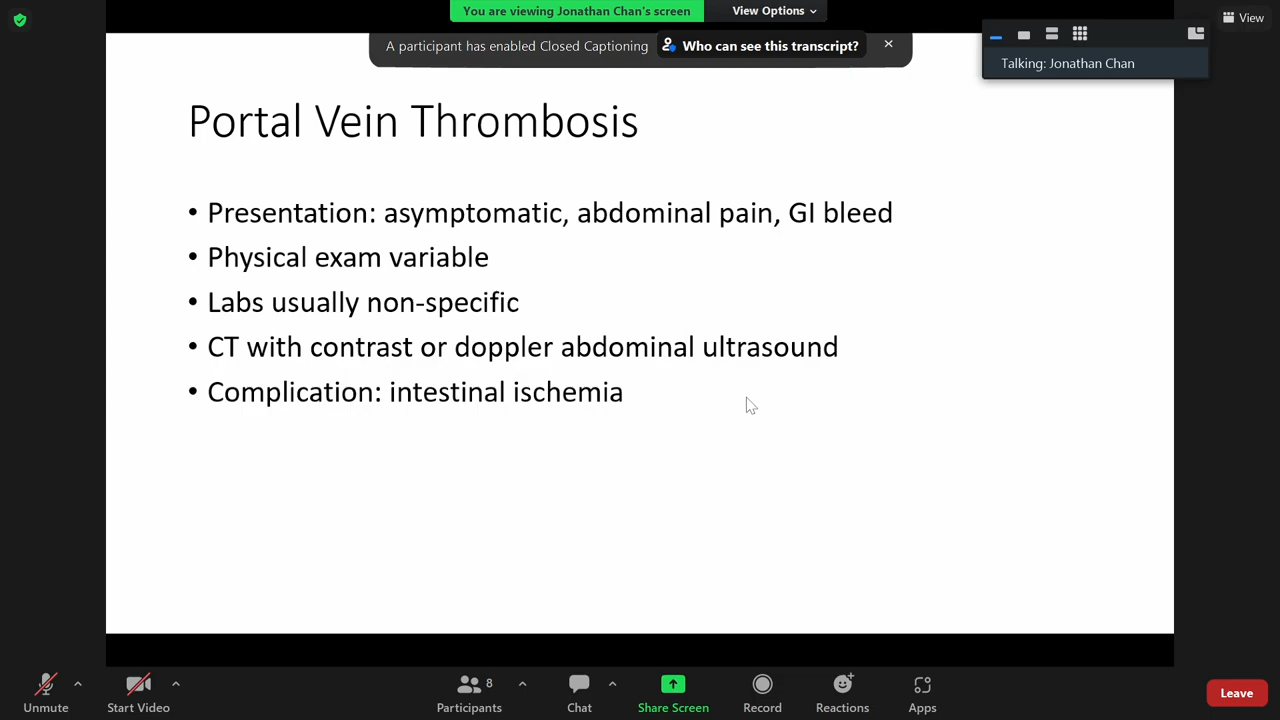 You are viewing Jonathan Chan's screen
View Options
View
A participant has enabled Closed Captioning
Who can see this transcript?
Talking: Jonathan Chan
Portal Vein Thrombosis
• Presentation: asymptomatic, abdominal pain, GI bleed
• Physical exam variable
• Labs usually non-specific
• CT with contrast or doppler abdominal ultrasound
• Complication: intestinal ischemia
Unmute
Start Video
8
Participants
Chat
Share Screen
Record
Reactions
Apps
Leave